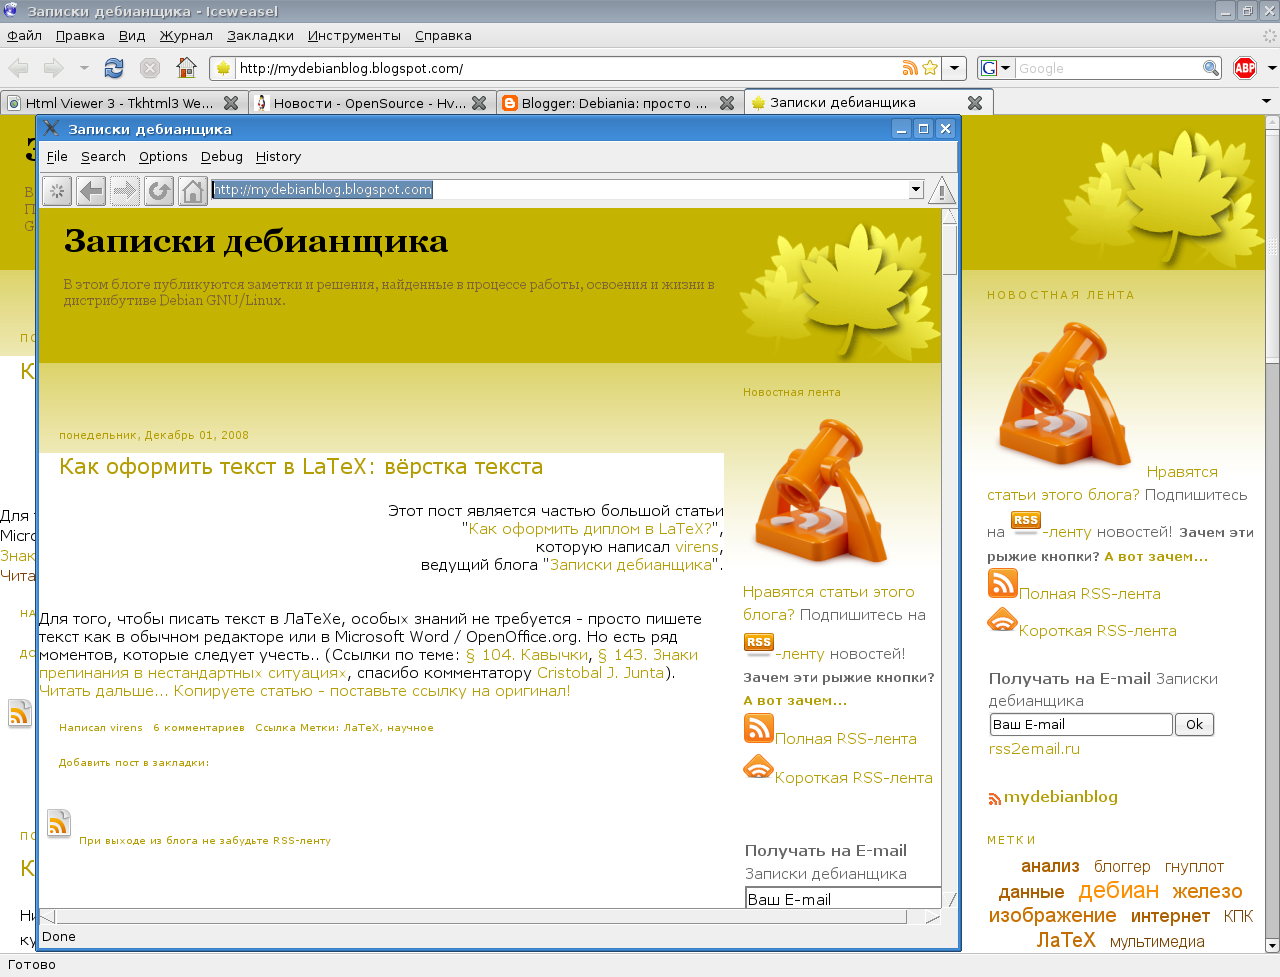 Записки дебианщика - Iceweasel
Файл Правка Вид Журнал Закладки Инструменты Справка
http://mydebianblog.blogspot.com/
G Google
ABP
Html Viewer 3 - Tkhtml3 We...
Новости - OpenSource - Hv...
Blogger: Debiania: просто ...
Записки дебианщика
Записки дебианщика
File Search Options Debug History
http://mydebianblog.blogspot.com
Записки дебианщика
В этом блоге публикуются заметки и решения, найденные в процессе работы, освоения и жизни в
дистрибутиве Debian GNU/Linux.
понедельник, Декабрь 01, 2008
Как оформить текст в LaTeX: вёрстка текста
Этот пост является частью большой статьи
"Как оформить диплом в LaTeX?",
которую написал virens,
ведущий блога "Записки дебианщика".
Для того, чтобы писать текст в ЛаТеХе, особых знаний не требуется - просто пишете
текст как в обычном редакторе или в Microsoft Word / OpenOffice.org. Но есть ряд
моментов, которые следует учесть.. (Ссылки по теме: § 104. Кавычки, § 143. Знаки
препинания в нестандартных ситуациях, спасибо комментатору Cristobal J. Junta).
Читать дальше... Копируете статью - поставьте ссылку на оригинал!
Написал virens 6 комментариев Ссылка Метки: ЛаТеХ, научное
Добавить пост в закладки:
При выходе из блога не забудьте RSS-ленту
Новостная лента
Нравятся статьи этого
блога? Подпишитесь на
RSS -ленту новостей!
Зачем эти рыжие кнопки?
А вот зачем...
Полная RSS-лента
Короткая RSS-лента
Получать на E-mail
Записки дебианщика
Ваш E-mail
Done
НОВОСТНАЯ ЛЕНТА
Нравятся
статьи этого блога? Подпишитесь
на RSS -ленту новостей! Зачем эти
рыжие кнопки? А вот зачем...
Полная RSS-лента
Короткая RSS-лента
Получать на E-mail Записки
дебианщика
Ваш E-mail Ok
rss2email.ru
mydebianblog
МЕТКИ
анализ блоггер гнуплот
данные дебиан железо
изображение интернет КПК
ЛаТеХ мультимедиа
Для
Micro
Знак
Чита
Готово